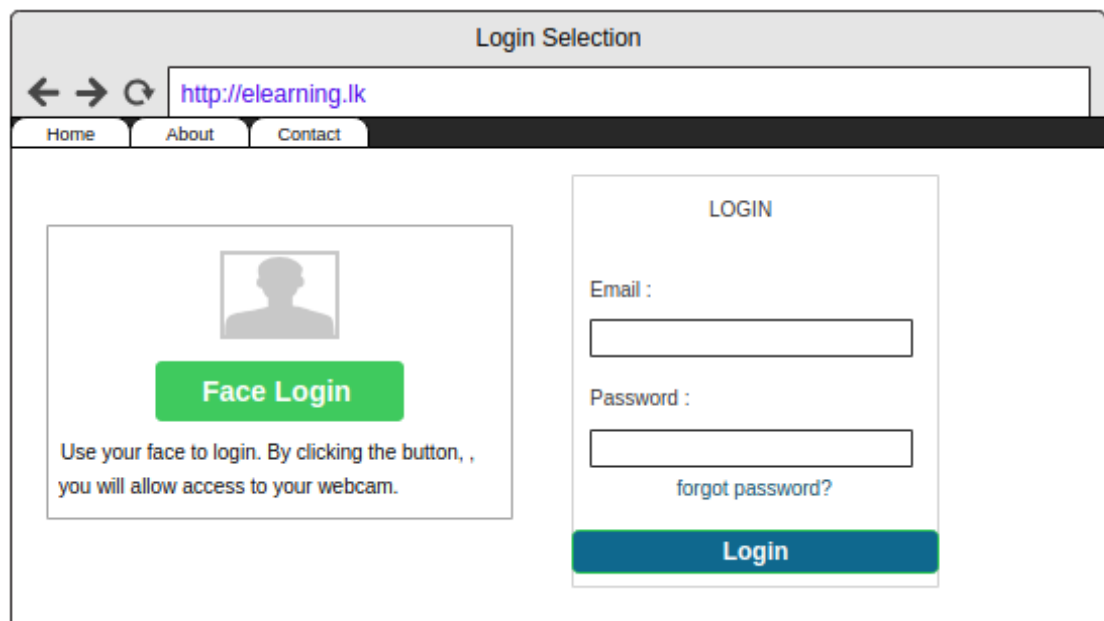 Login Selection
http://elearning.lk
Home About Contact
Face Login
Use your face to login. By clicking the button, ,
you will allow access to your webcam.
LOGIN
Email :
Password :
forgot password?
Login